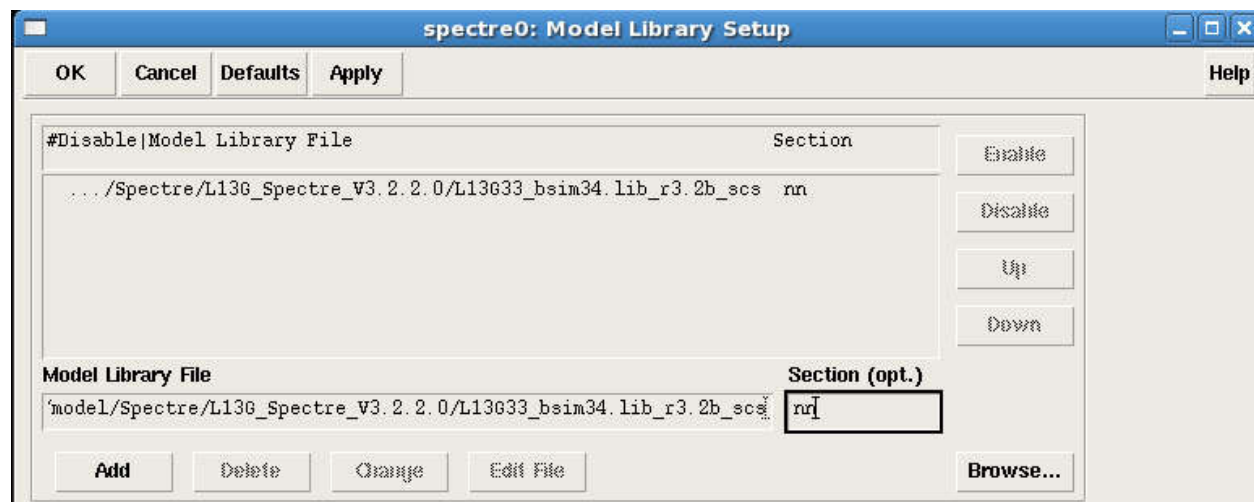 spectre0: Model Library Setup
OK Cancel Defaults Apply Help
#Disable|Model Library File Section
Enable
.../Spectre/L13G_Spectre_V3.2.2.0/L13G33_bsim34.lib_r3.2b_scs nn
Disable
Up
Down
Model Library File Section (opt.)
model/Spectre/L13G_Spectre_V3.2.2.0/L13G33_bsim34.lib_r3.2b_scs nn
Add Delete Change Edit File Browse...